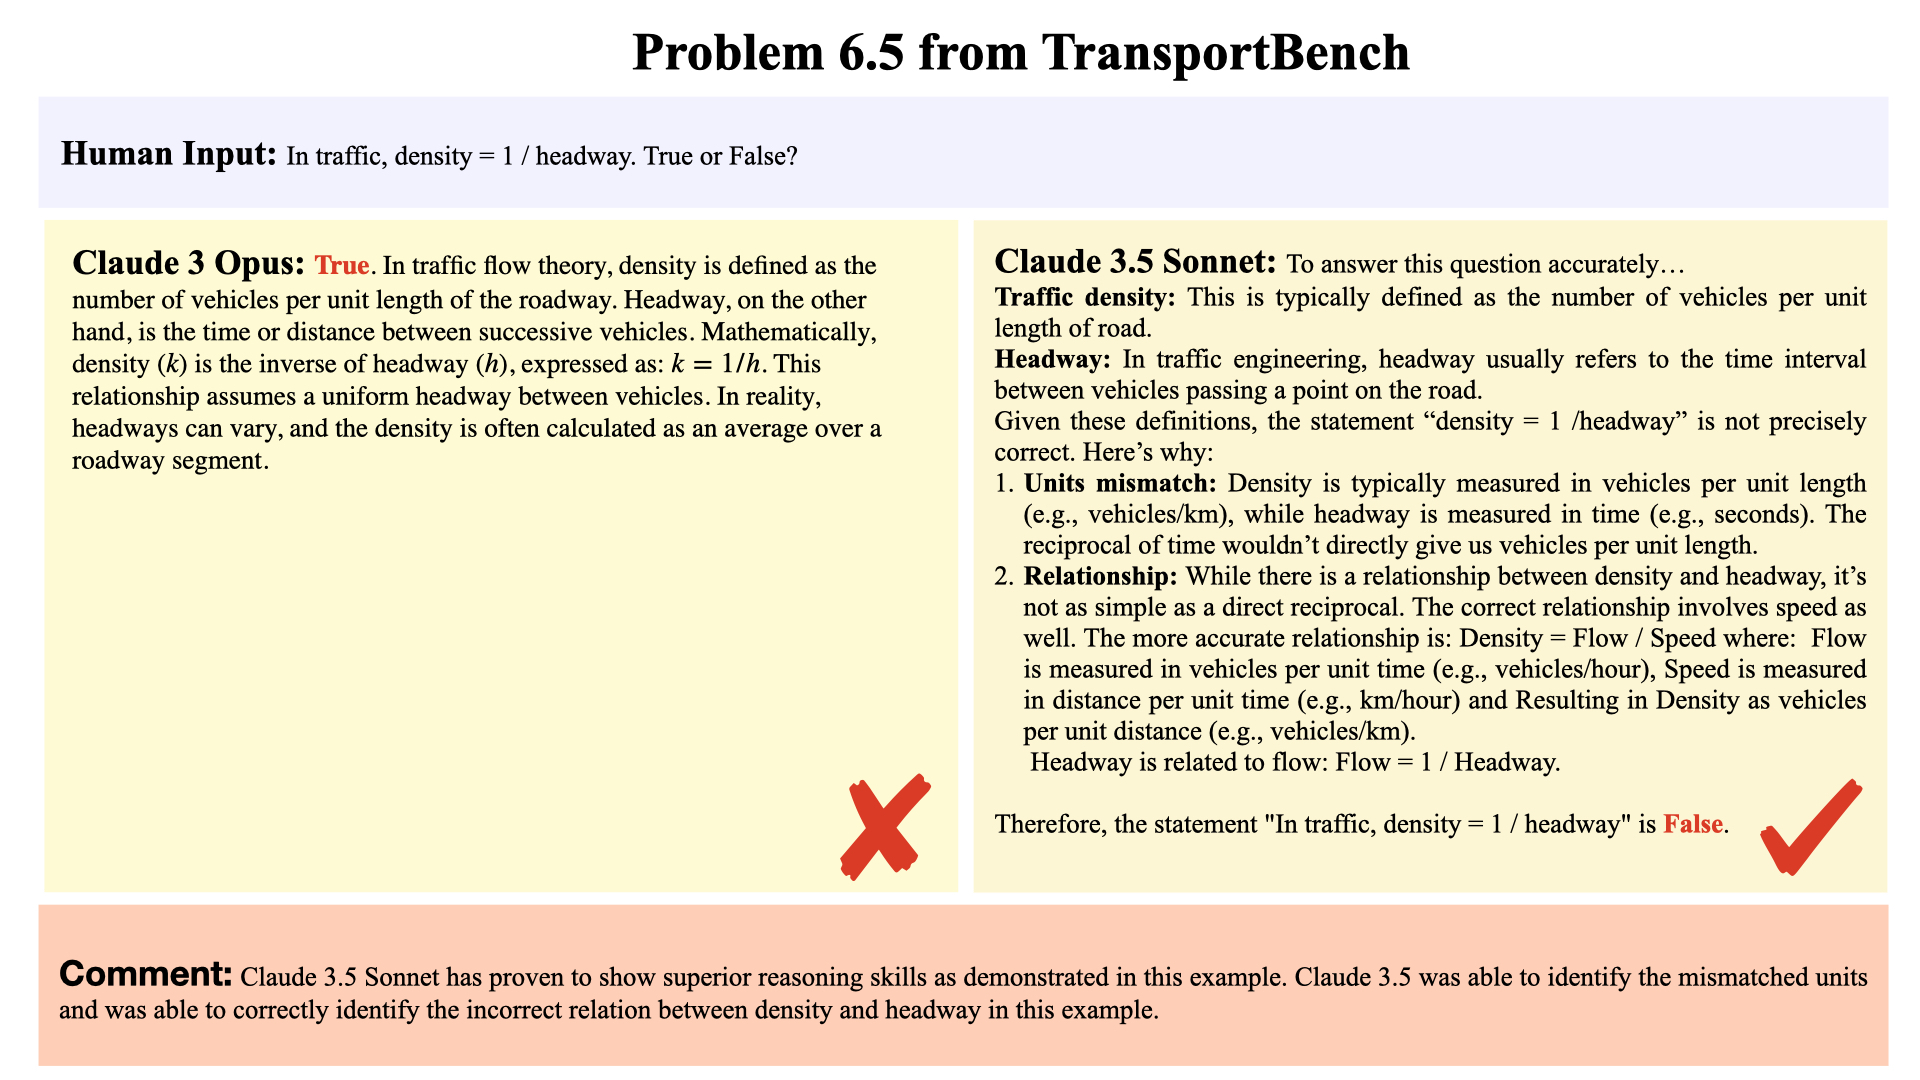 Problem 6.5 from TransportBench
Human Input: In traffic, density = 1 / headway. True or False?
Claude 3 Opus: True. In traffic flow theory, density is defined as the
number of vehicles per unit length of the roadway. Headway, on the other
hand, is the time or distance between successive vehicles. Mathematically,
density (k) is the inverse of headway (h), expressed as: k = 1/h. This
relationship assumes a uniform headway between vehicles. In reality,
headways can vary, and the density is often calculated as an average over a
roadway segment.
Claude 3.5 Sonnet: To answer this question accurately…
Traffic density: This is typically defined as the number of vehicles per unit
length of road.
Headway: In traffic engineering, headway usually refers to the time interval
between vehicles passing a point on the road.
Given these definitions, the statement “density = 1 /headway” is not precisely
correct. Here’s why:
1. Units mismatch: Density is typically measured in vehicles per unit length
(e.g., vehicles/km), while headway is measured in time (e.g., seconds). The
reciprocal of time wouldn’t directly give us vehicles per unit length.
2. Relationship: While there is a relationship between density and headway, it’s
not as simple as a direct reciprocal. The correct relationship involves speed as
well. The more accurate relationship is: Density = Flow / Speed where: Flow
is measured in vehicles per unit time (e.g., vehicles/hour), Speed is measured
in distance per unit time (e.g., km/hour) and Resulting in Density as vehicles
per unit distance (e.g., vehicles/km).
Headway is related to flow: Flow = 1 / Headway.
Therefore, the statement "In traffic, density = 1 / headway" is False.
Comment: Claude 3.5 Sonnet has proven to show superior reasoning skills as demonstrated in this example. Claude 3.5 was able to identify the mismatched units
and was able to correctly identify the incorrect relation between density and headway in this example.